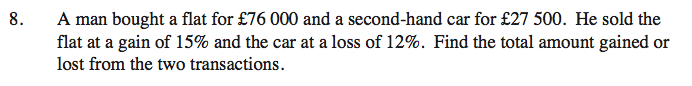 8. A man bought a flat for £76 000 and a second-hand car for £27 500. He sold the
flat at a gain of 15% and the car at a loss of 12%. Find the total amount gained or
lost from the two transactions.